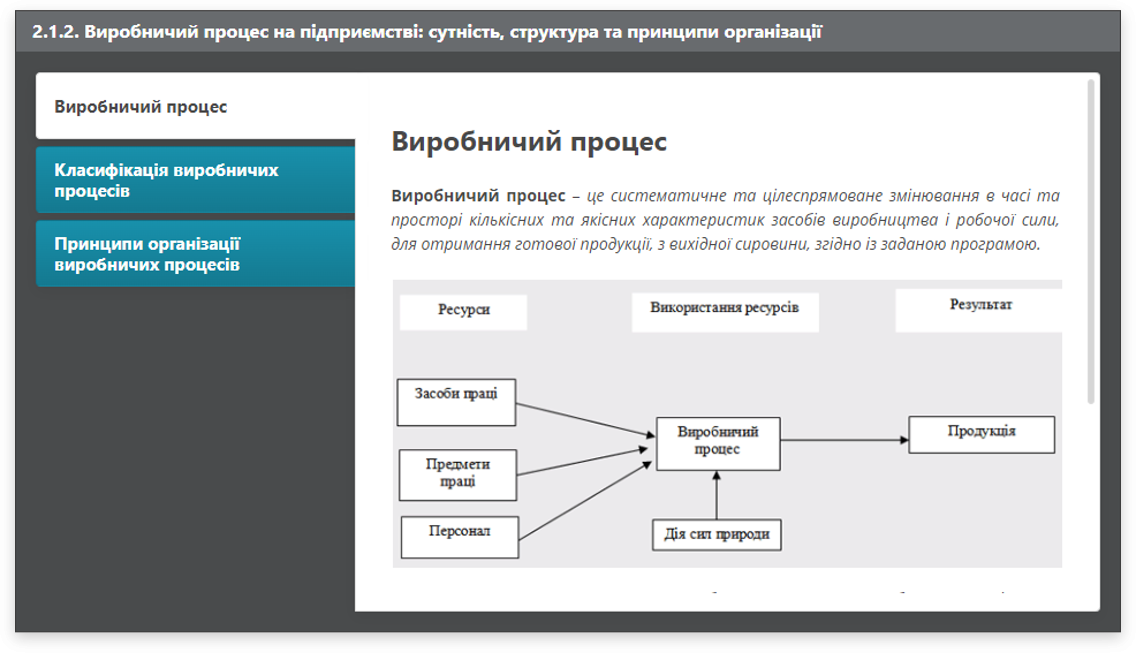 2.1.2. Виробничий процес на підприємстві: сутність, структура та принципи організації
Виробничий процес
Класифікація виробничих
процесів
Принципи організації
виробничих процесів
Виробничий процес
Виробничий процес – це систематичне та цілеспрямоване змінювання в часі та
просторі кількісних та якісних характеристик засобів виробництва і робочої сили,
для отримання готової продукції, з вихідної сировини, згідно із заданою програмою.
Ресурси
Використання ресурсів
Результат
Засоби праці
Предмети
праці
Персонал
Виробничий
процес
Дія сил природи
Продукція